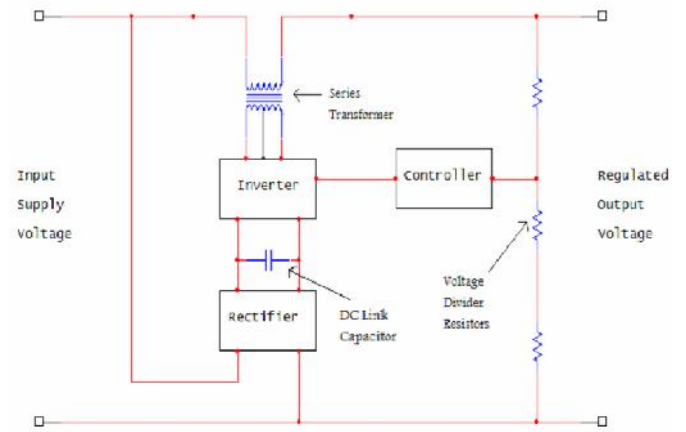 Series
Transformer
Input
Supply
Voltage
Inverter
Controller
Regulated
Output
Voltage
Rectifier
DC Link
Capacitor
Voltage
Divider
Resistors